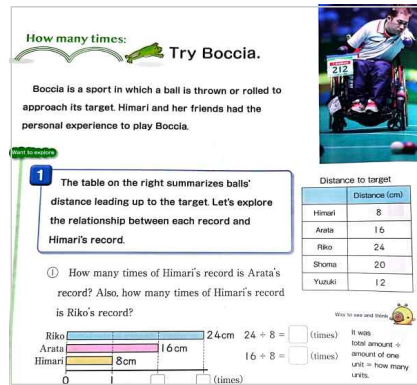 How many times:
Try Boccia.
Boccia is a sport in which a ball is thrown or rolled to
approach its target. Himari and her friends had the
personal experience to play Boccia.
212
Want to explore
1
The table on the right summarizes balls'
distance leading up to the target. Let's explore
the relationship between each record and
Himari's record.
Distance to target
Distance (cm)
Himari 8
Arata 16
Riko 24
Shoma 20
Yuzuki 12
① How many times of Himari's record is Arata's
record? Also, how many times of Himari's record
is Riko's record?
Way to see and think
Riko 24cm 24 ÷ 8 = (times)
Arata 16cm 16 ÷ 8 = (times)
Himari 8cm
0 1 (times)
It was
total amount ÷
amount of one
unit = how many
units.